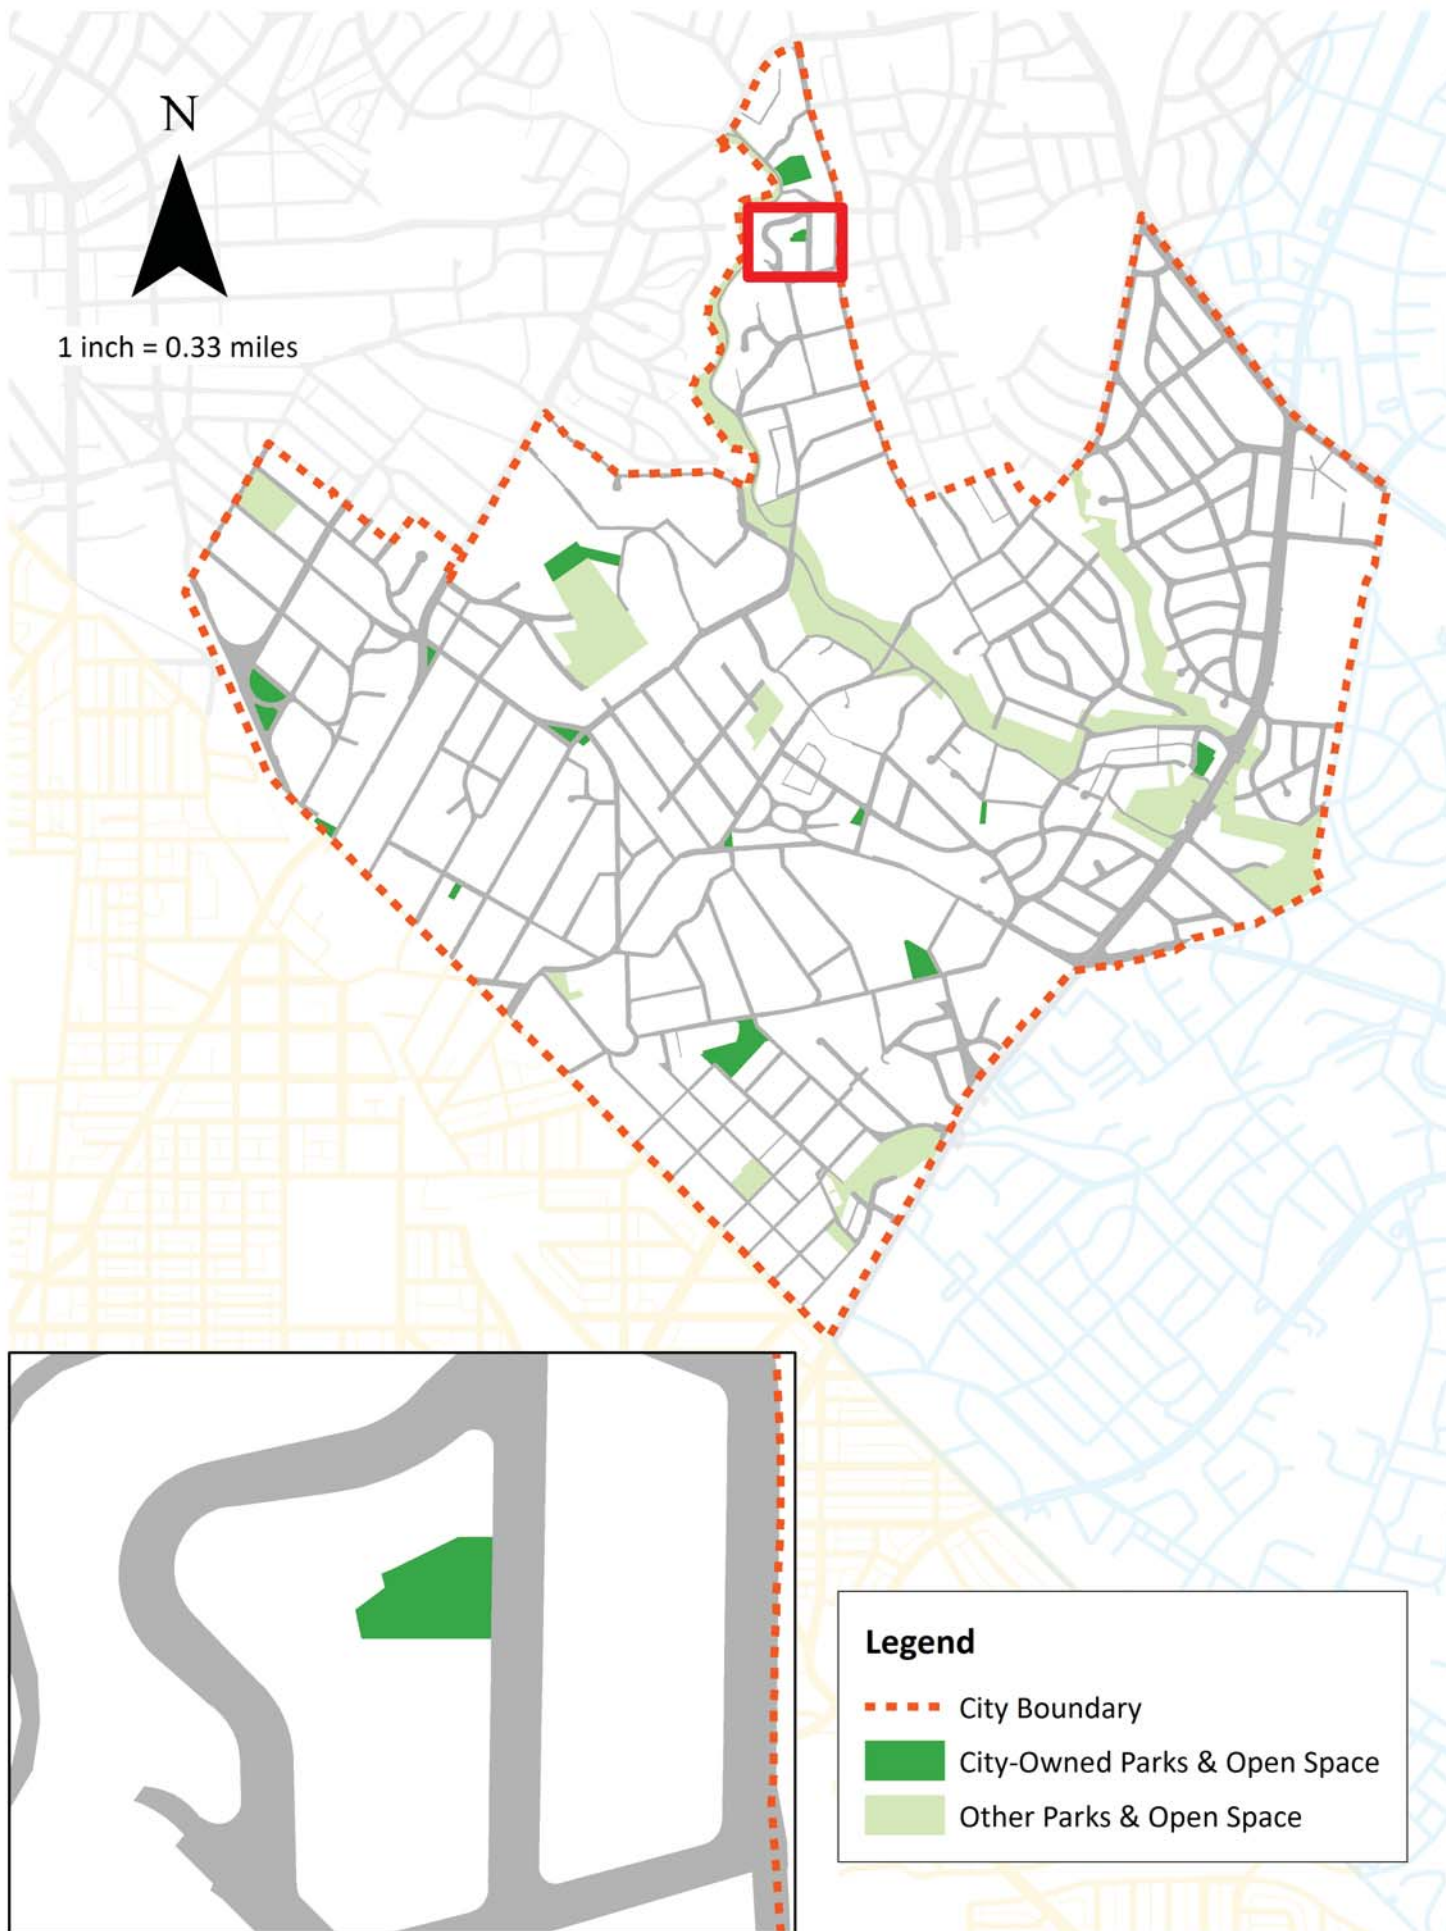 N
1 inch = 0.33 miles
Legend
City Boundary
City-Owned Parks & Open Space
Other Parks & Open Space